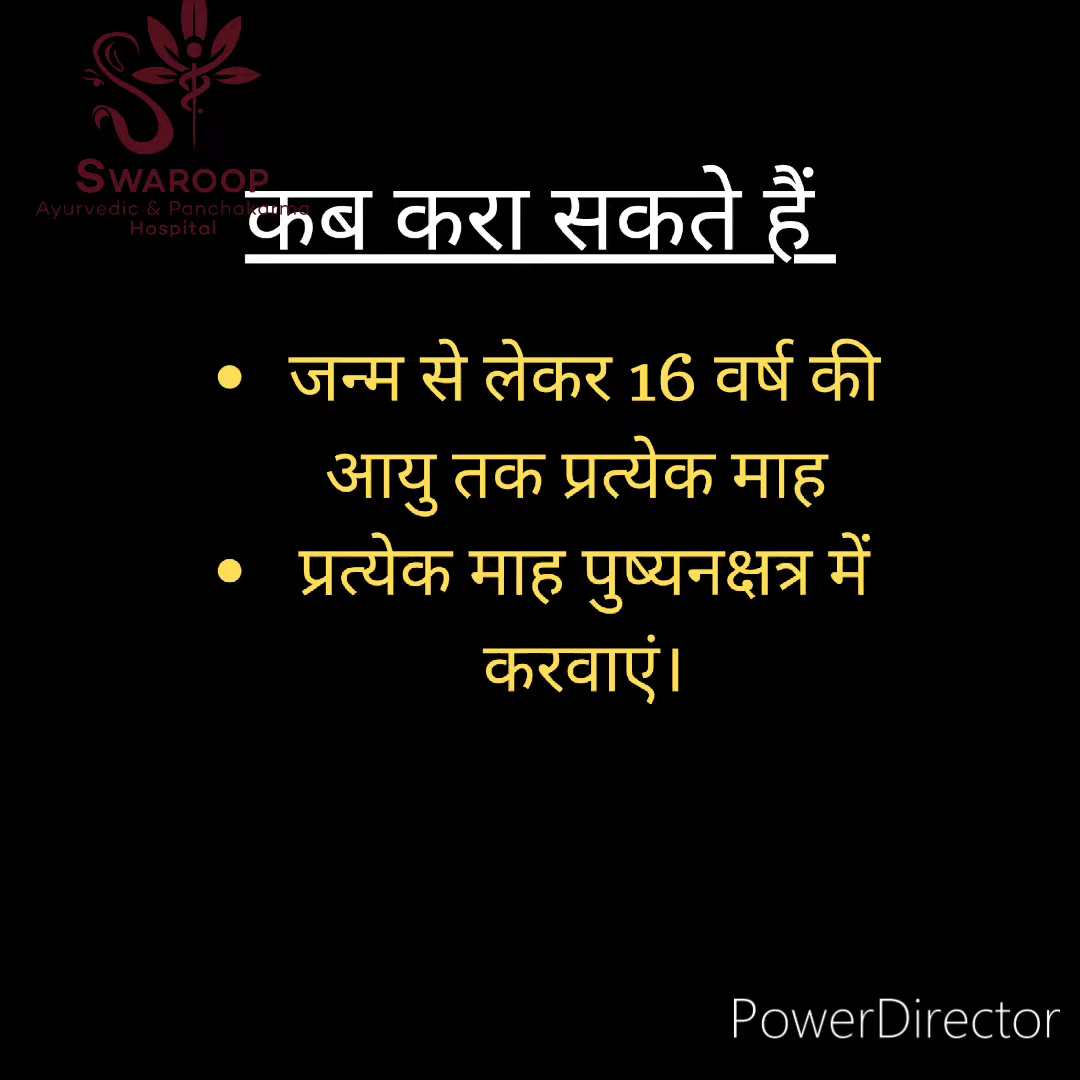 SWAROOP
Ayurvedic & Panchakarma
Hospital
कब करा सकते हैं
• जन्म से लेकर 16 वर्ष की
आयु तक प्रत्येक माह
• प्रत्येक माह पुष्यनक्षत्र में
करवाएं।
PowerDirector